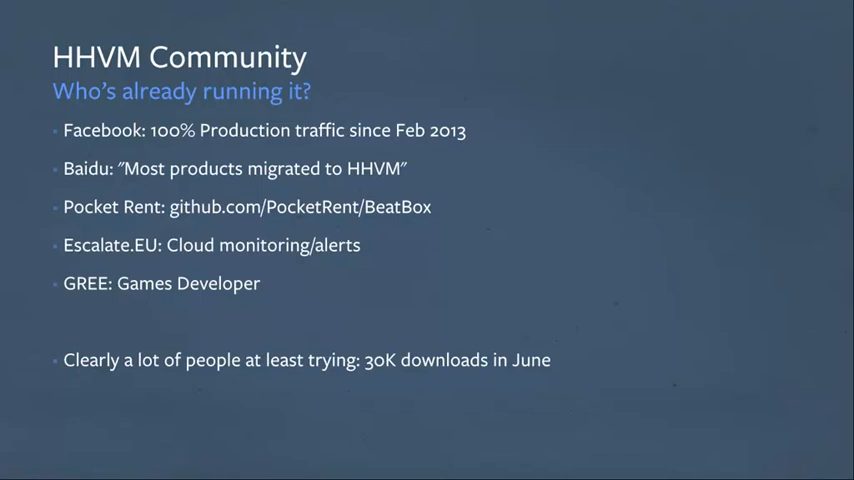 HHVM Community
Who's already running it?
Facebook: 100% Production traffic since Feb 2013
Baidu: "Most products migrated to HHVM"
Pocket Rent: github.com/PocketRent/BeatBox
Escalate.EU: Cloud monitoring/alerts
GREE: Games Developer
Clearly a lot of people at least trying: 30K downloads in June